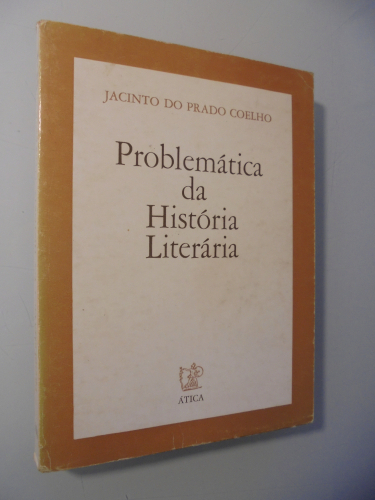 JACINTO DO PRADO COELHO
Problemática
da
História
Literária
ÁTICA